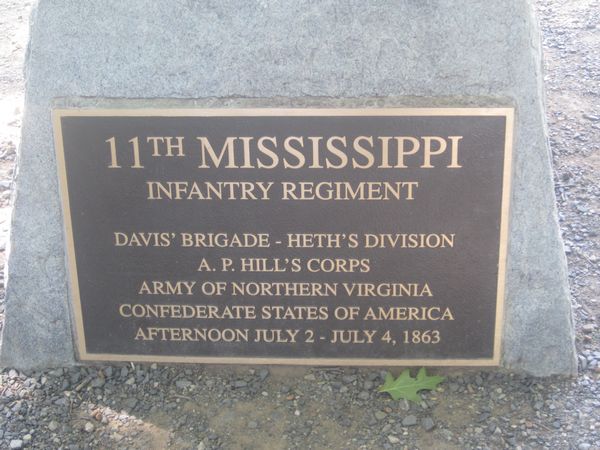 11TH MISSISSIPPI
INFANTRY REGIMENT
DAVIS' BRIGADE - HETH'S DIVISION
A. P. HILL'S CORPS
ARMY OF NORTHERN VIRGINIA
CONFEDERATE STATES OF AMERICA
AFTERNOON JULY 2 - JULY 4, 1863